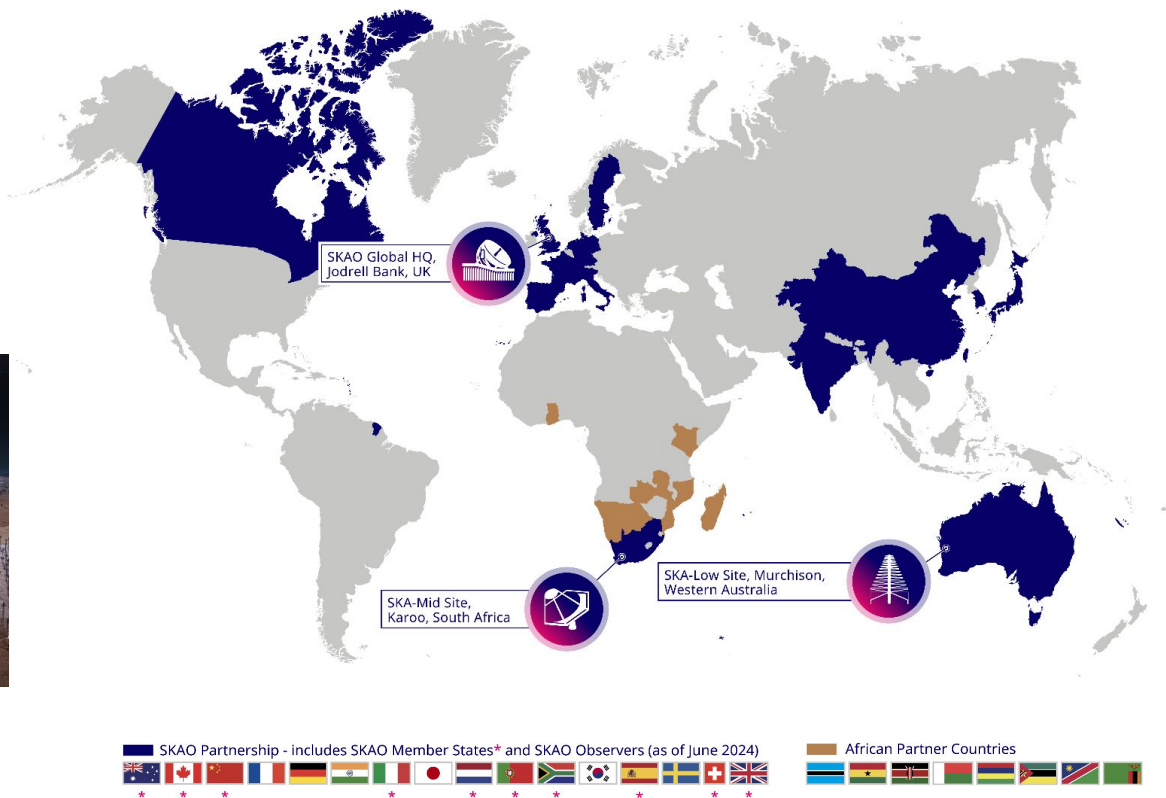 SKAO Global HQ,
Jodrell Bank, UK
SKA-Mid Site,
Karoo, South Africa
SKA-Low Site, Murchison,
Western Australia
SKAO Partnership - includes SKAO Member States* and SKAO Observers (as of June 2024)
African Partner Countries
* * * * * * * * * *